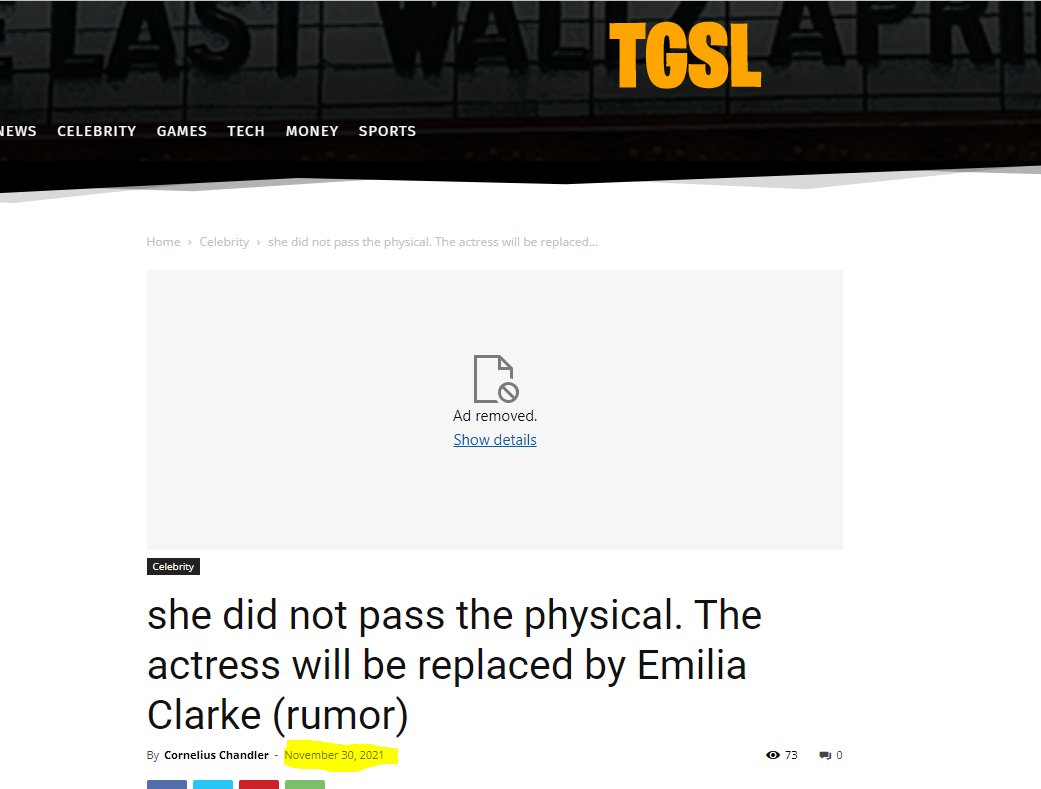 LAST WALTZ APRI
TGSL
NEWS CELEBRITY GAMES TECH MONEY SPORTS
Home › Celebrity › she did not pass the physical. The actress will be replaced...
Ad removed.
Show details
Celebrity
she did not pass the physical. The
actress will be replaced by Emilia
Clarke (rumor)
By Cornelius Chandler - November 30, 2021 73 0